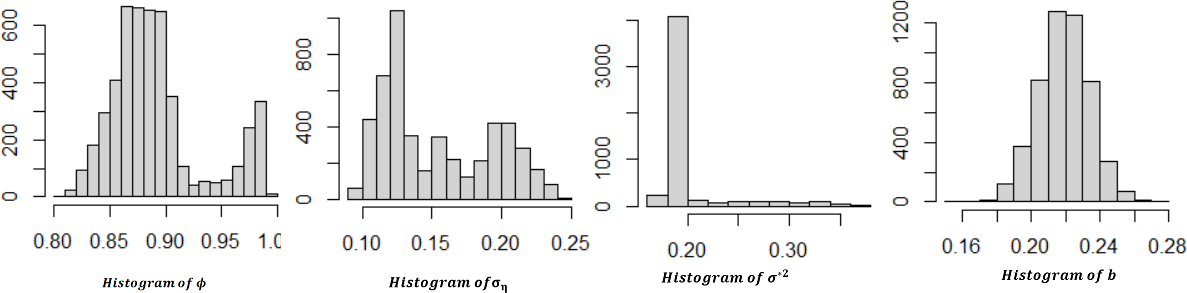 0 200 400 600
0.80 0.85 0.90 0.95 1.0
Histogram of ϕ
0 400 800
0.10 0.15 0.20 0.25
Histogram ofση
0 1000 3000
0.20 0.30
Histogram of σ*2
0 400 800 1200
0.16 0.20 0.24 0.28
Histogram of b